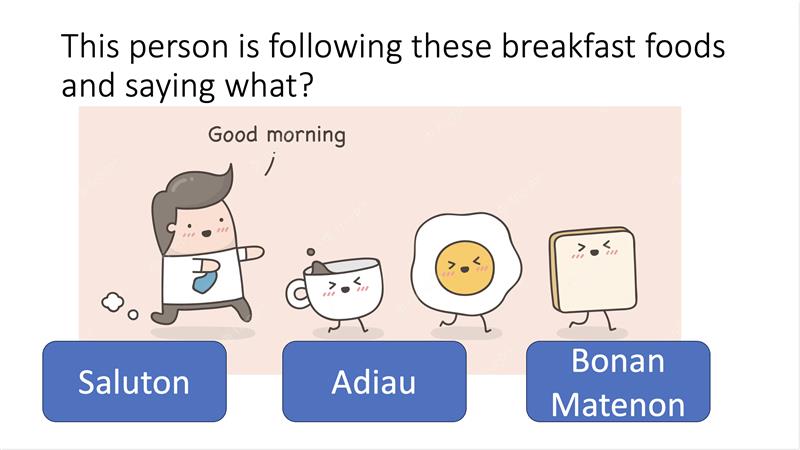 This person is following these breakfast foods
and saying what?
Good morning
Saluton
Adiau
Bonan
Matenon